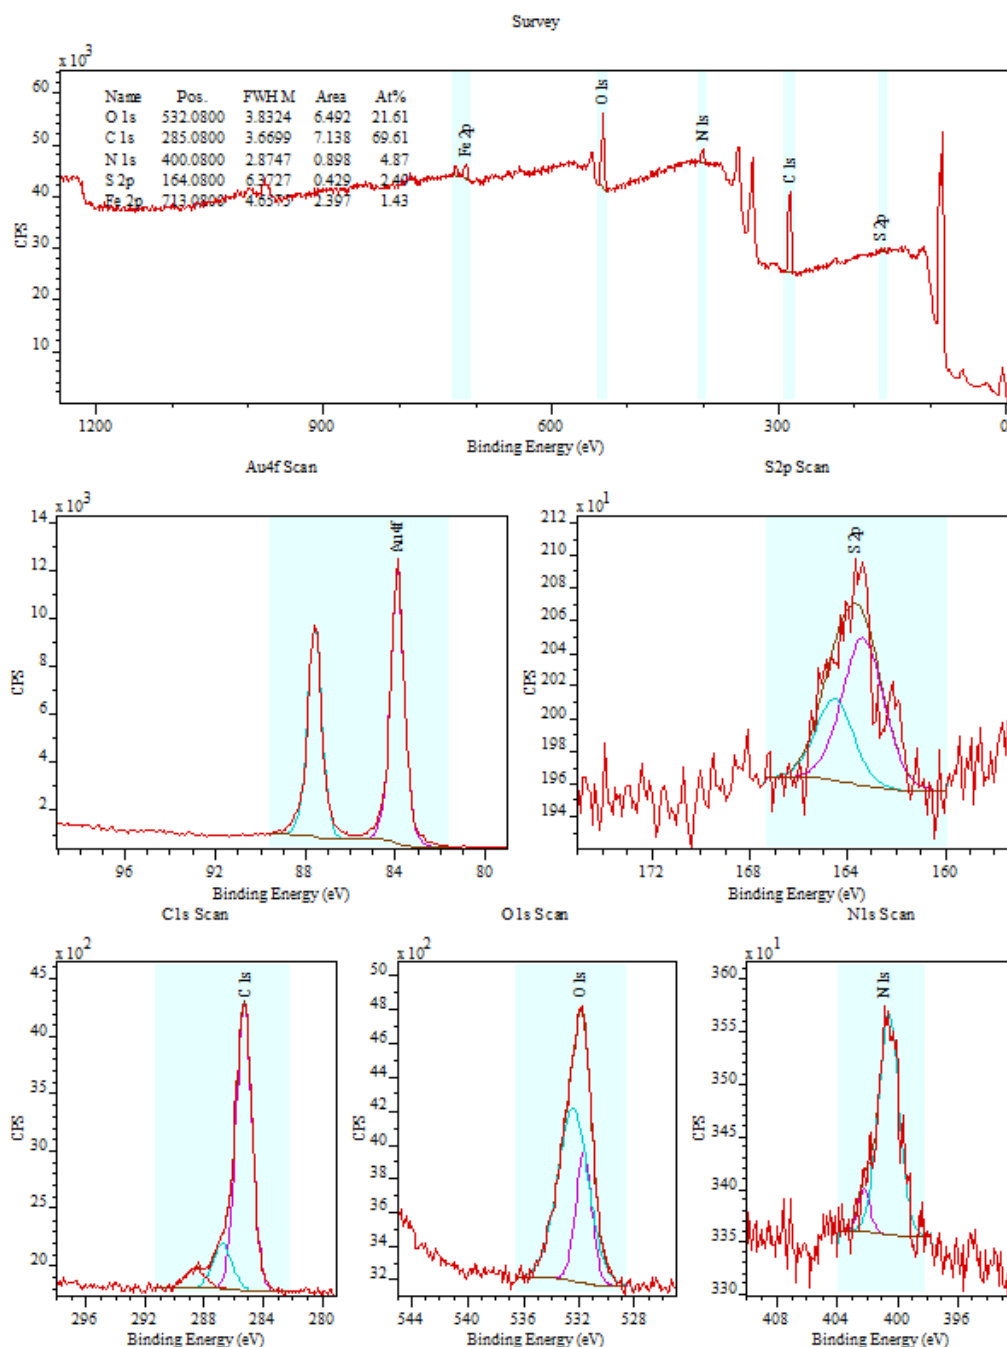 Survey
x 10^3
Name Pos. FWHM Area At%
O 1s 532.0800 3.8324 6.492 21.61
C 1s 285.0800 3.6699 7.138 69.61
N 1s 400.0800 2.8747 0.898 4.87
S 2p 164.0800 0.429
Fe 2p 2.397 1.43
Fe 2p
O 1s
N 1s
C 1s
S 2p
60
50
40
30
20
10
CPS
1200 900 600 300 0
Binding Energy (eV)
Au4f Scan
x 10^3
Au4f
14
12
10
8
6
4
2
CPS
96 92 88 84 80
Binding Energy (eV)
S2p Scan
x 10^1
S 2p
212
210
208
206
204
202
200
198
196
194
CPS
172 168 164 160
Binding Energy (eV)
C1s Scan
x 10^2
C 1s
45
40
35
30
25
20
CPS
296 292 288 284 280
Binding Energy (eV)
O1s Scan
x 10^2
O 1s
50
48
46
44
42
40
38
36
34
32
CPS
544 540 536 532 528
Binding Energy (eV)
N1s Scan
x 10^1
N 1s
360
355
350
345
340
335
330
CPS
408 404 400 396
Binding Energy (eV)